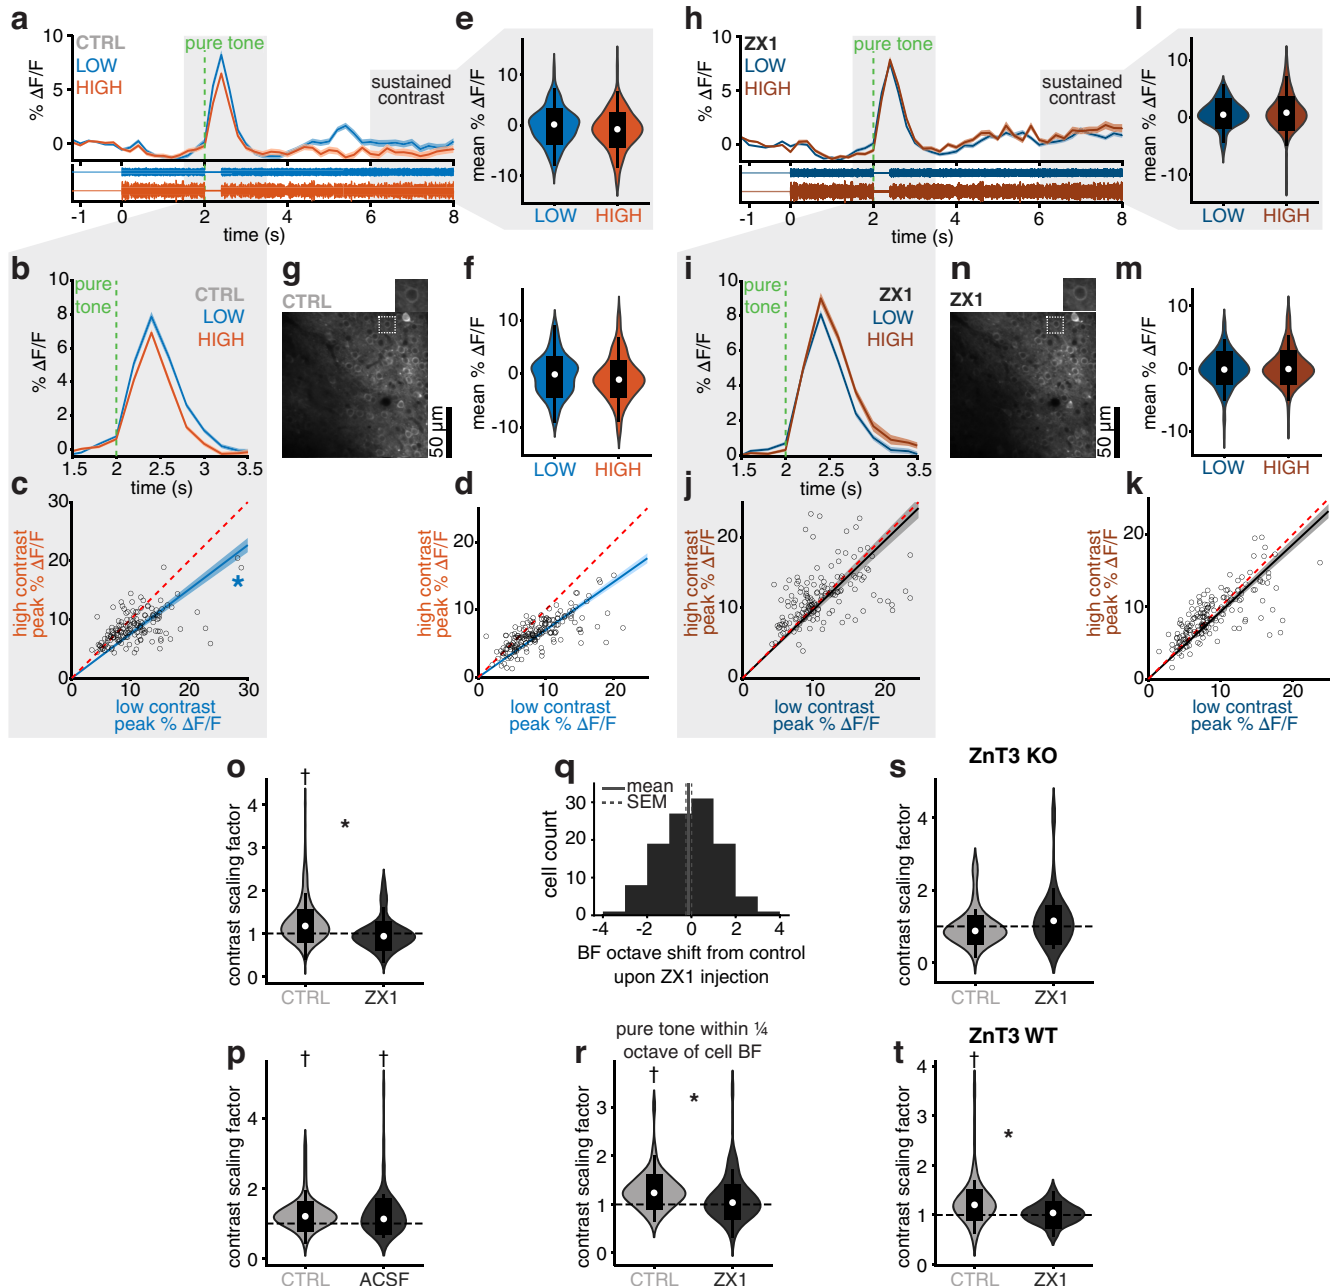 a
CTRL
LOW
HIGH
pure tone
sustained
contrast
% ΔF/F
10
5
0
-1 0 2 4 6 8
time (s)
e
mean % ΔF/F
10
0
-10
LOW HIGH
h
ZX1
LOW
HIGH
pure tone
sustained
contrast
% ΔF/F
10
5
0
-1 0 2 4 6 8
time (s)
l
mean % ΔF/F
10
0
-10
LOW HIGH
b
pure
tone
CTRL
LOW
HIGH
% ΔF/F
10
8
6
4
2
0
1.5 2 2.5 3 3.5
time (s)
g
CTRL
50 µm
f
mean % ΔF/F
10
0
-10
LOW HIGH
i
pure
tone
ZX1
LOW
HIGH
% ΔF/F
10
8
6
4
2
0
1.5 2 2.5 3 3.5
time (s)
n
ZX1
50 µm
m
mean % ΔF/F
10
0
-10
LOW HIGH
c
high contrast
peak % ΔF/F
30
20
10
0
*
0 10 20 30
low contrast
peak % ΔF/F
d
high contrast
peak % ΔF/F
20
10
0
0 10 20
low contrast
peak % ΔF/F
j
high contrast
peak % ΔF/F
20
10
0
0 10 20
low contrast
peak % ΔF/F
k
high contrast
peak % ΔF/F
20
10
0
0 10 20
low contrast
peak % ΔF/F
o
contrast scaling factor
4
3
2
1
0
†
*
CTRL ZX1
q
mean
SEM
cell count
30
20
10
0
-4 -2 0 2 4
BF octave shift from control
upon ZX1 injection
s
ZnT3 KO
contrast scaling factor
4
2
0
CTRL ZX1
p
contrast scaling factor
4
2
0
† †
CTRL ACSF
r
pure tone within ¼
octave of cell BF
contrast scaling factor
3
2
1
0
†
*
CTRL ZX1
t
ZnT3 WT
contrast scaling factor
4
3
2
1
0
†
*
CTRL ZX1